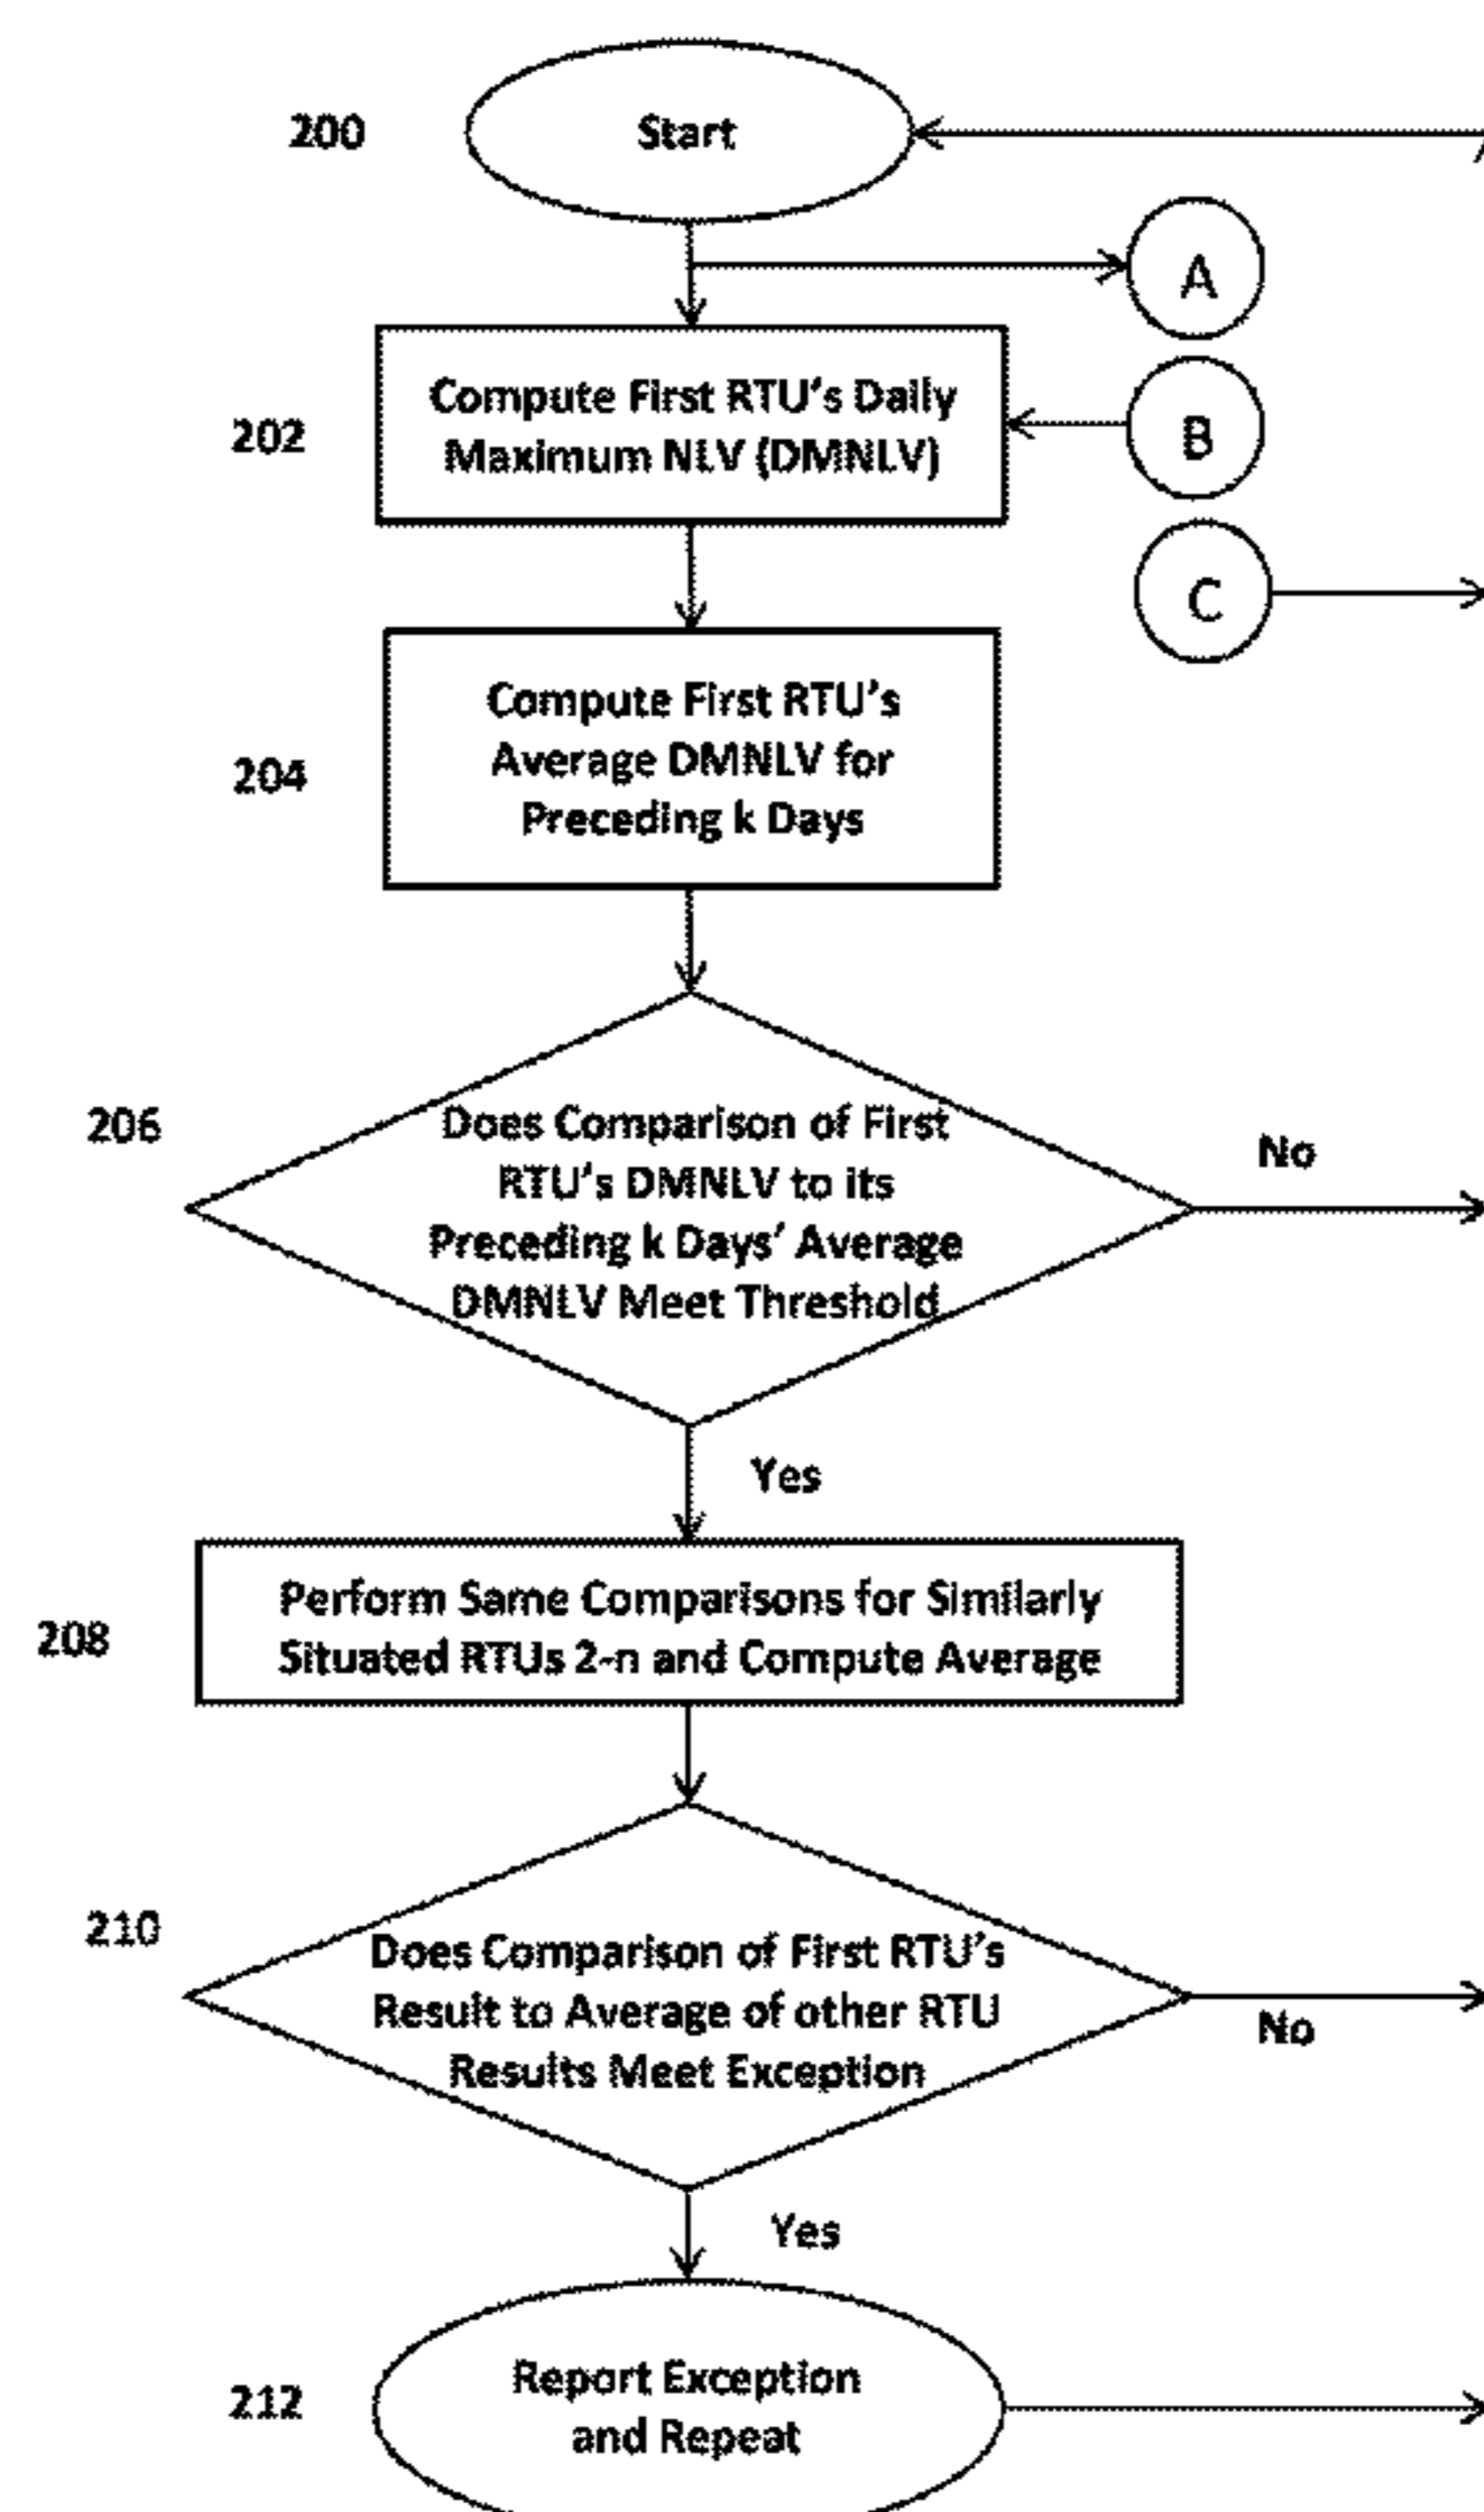 200
Start
A
202
Compute First RTU's Daily
Maximum NLV (DMNLV)
B
C
204
Compute First RTU's
Average DMNLV for
Preceding k Days
206
Does Comparison of First
RTU's DMNLV to its
Preceding k Days' Average
DMNLV Meet Threshold
No
Yes
208
Perform Same Comparisons for Similarly
Situated RTUs 2-n and Compute Average
210
Does Comparison of First RTU's
Result to Average of other RTU
Results Meet Exception
No
Yes
212
Report Exception
and Repeat